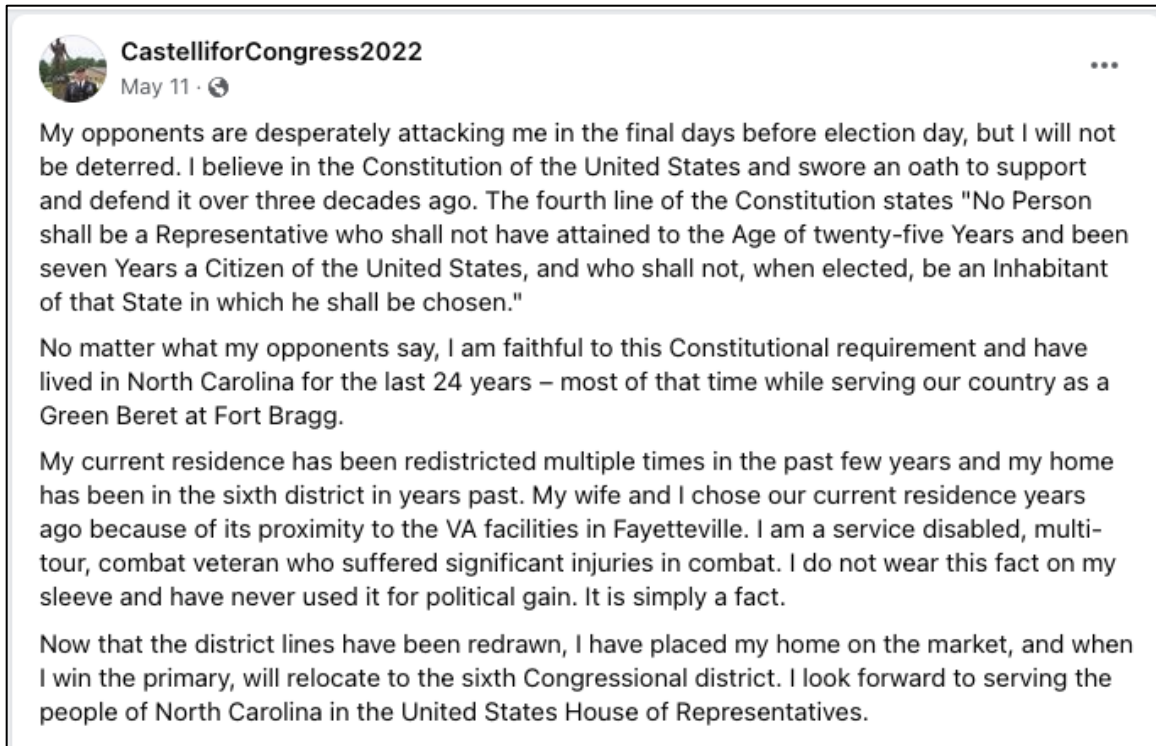 CastelliforCongress2022
May 11 ·
My opponents are desperately attacking me in the final days before election day, but I will not
be deterred. I believe in the Constitution of the United States and swore an oath to support
and defend it over three decades ago. The fourth line of the Constitution states "No Person
shall be a Representative who shall not have attained to the Age of twenty-five Years and been
seven Years a Citizen of the United States, and who shall not, when elected, be an Inhabitant
of that State in which he shall be chosen."
No matter what my opponents say, I am faithful to this Constitutional requirement and have
lived in North Carolina for the last 24 years – most of that time while serving our country as a
Green Beret at Fort Bragg.
My current residence has been redistricted multiple times in the past few years and my home
has been in the sixth district in years past. My wife and I chose our current residence years
ago because of its proximity to the VA facilities in Fayetteville. I am a service disabled, multi-
tour, combat veteran who suffered significant injuries in combat. I do not wear this fact on my
sleeve and have never used it for political gain. It is simply a fact.
Now that the district lines have been redrawn, I have placed my home on the market, and when
I win the primary, will relocate to the sixth Congressional district. I look forward to serving the
people of North Carolina in the United States House of Representatives.